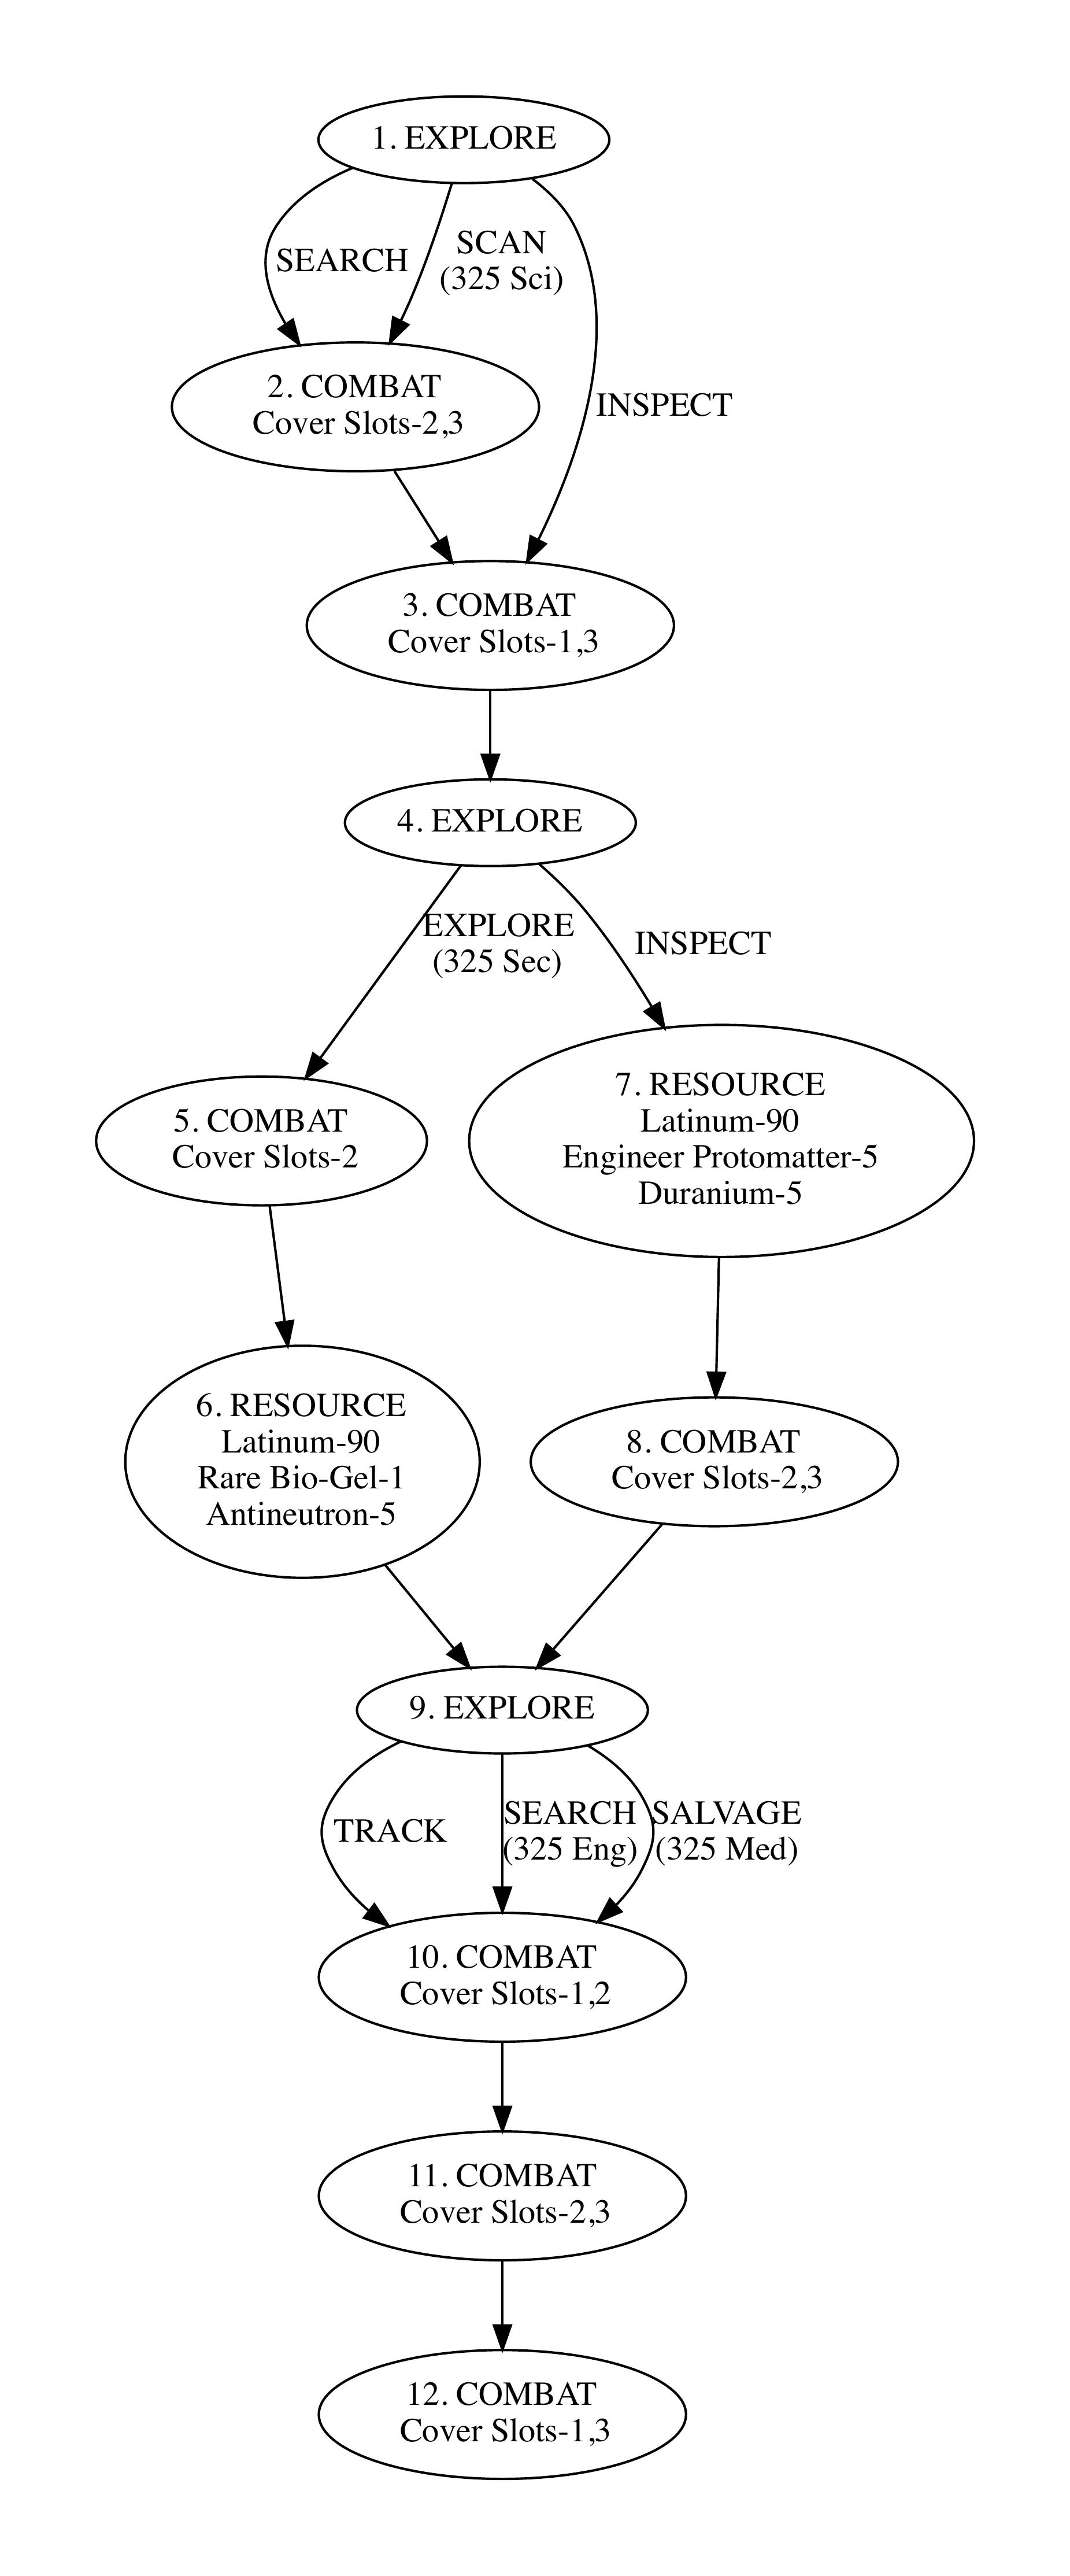 1. EXPLORE
SEARCH
SCAN
(325 Sci)
2. COMBAT
Cover Slots-2,3
INSPECT
3. COMBAT
Cover Slots-1,3
4. EXPLORE
EXPLORE
(325 Sec)
INSPECT
5. COMBAT
Cover Slots-2
7. RESOURCE
Latinum-90
Engineer Protomatter-5
Duranium-5
6. RESOURCE
Latinum-90
Rare Bio-Gel-1
Antineutron-5
8. COMBAT
Cover Slots-2,3
9. EXPLORE
TRACK
SEARCH
(325 Eng)
SALVAGE
(325 Med)
10. COMBAT
Cover Slots-1,2
11. COMBAT
Cover Slots-2,3
12. COMBAT
Cover Slots-1,3